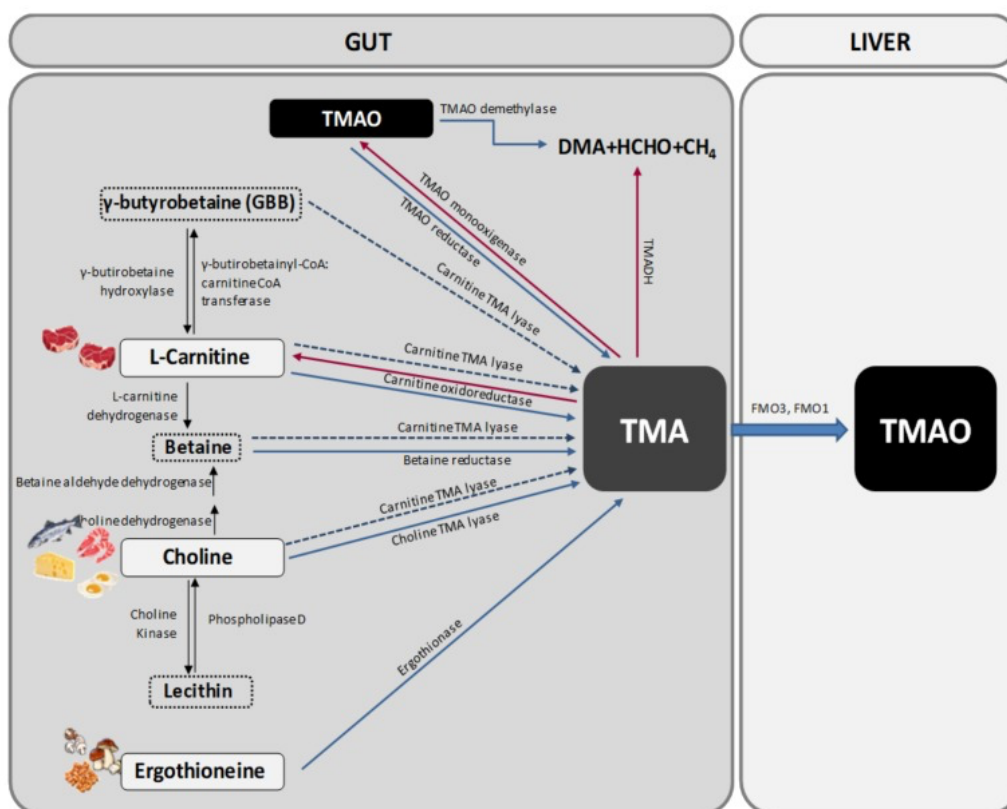 GUT
LIVER
TMAO
TMAO demethylase
DMA+HCHO+CH₄
TMAO monooxigenase
TMAO reductase
TMADH
γ-butyrobetaine (GBB)
Carnitine TMA lyase
γ-butirobetaine
hydroxylase
γ-butirobetainyl-CoA:
carnitine CoA
transferase
L-Carnitine
Carnitine TMA lyase
Carnitine oxidoreductase
L-carnitine
dehydrogenase
Betaine
Carnitine TMA lyase
Betaine reductase
TMA
FMO3, FMO1
TMAO
Betaine aldehyde dehydrogenase
holine dehydrogenase
Carnitine TMA lyase
Choline TMA lyase
Choline
Choline
Kinase
Phospholipase D
Lecithin
Ergothionase
Ergothioneine